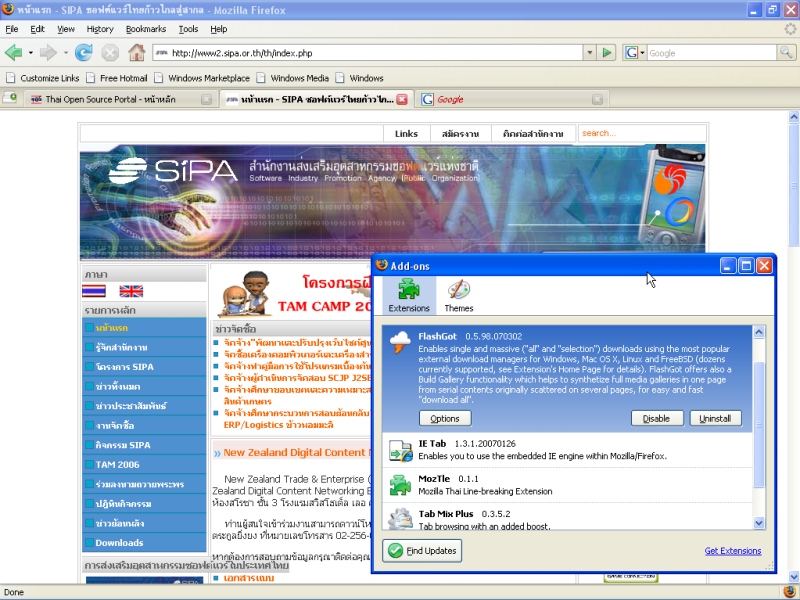 หน้าแรก - SIPA ซอฟต์แวร์ไทยก้าวไกลสู่สากล - Mozilla Firefox
File Edit View History Bookmarks Tools Help
http://www2.sipa.or.th/th/index.php
Google
Customize Links Free Hotmail Windows Marketplace Windows Media Windows
Thai Open Source Portal - หน้าหลัก
หน้าแรก - SIPA ซอฟต์แวร์ไทยก้าวไก...
Google
Links สมัครงาน ติดต่อสำนักงาน search...
SIPA สำนักงานส่งเสริมอุตสาหกรรมซอฟต์แวร์แห่งชาติ
Software Industry Promotion Agency (Public Organization)
ภาษา
รายการหลัก
หน้าแรก
รู้จักสำนักงาน
โครงการ SIPA
ข่าวทั้งหมด
ข่าวประชาสัมพันธ์
งานจัดซื้อ
กิจกรรม SIPA
TAM 2006
ร่วมลงนามถวายพระพร
ปฏิทินกิจกรรม
ข่าวย้อนหลัง
Downloads
การส่งเสริมอุตสาหกรรมซอฟต์แวร์ในประเทศไทย
TAM CAMP 20
ข่าวจัดซื้อ
จัดจ้าง"พัฒนาและปรับปรุงเว็บไซต์ศูน
จัดซื้อเครื่องคอมพิวเตอร์และเครื่องสำ
จัดจ้างทำคู่มือการใช้โปรแกรมเบื้องต้น
จัดจ้างผู้ดำเนินการจัดสอบ SCJP J2SE
จัดจ้างศึกษาขอบเขตและความเหมาะส
สินค้าเกษตร
จัดจ้างศึกษากระบวนการสอบย้อนกลับ
ERP/Logistics ข้าวหอมมะลิ
New Zealand Digital Content N
New Zealand Trade & Enterprise (
Zealand Digital Content Networking E
ห้องสโรชา ชั้น 3 โรงแรมสวิสโฮเต็ล เลอ
ท่านผู้สนใจเข้าร่วมงานสามารถดาวน์โห
ตระกูลยิ่งยง ที่หมายเลขโทรสาร 02-256-
หากต้องการสอบถามข้อมูลกรุณาติดต่อคุณ
เอกสารแนบ
Add-ons
Extensions Themes
FlashGot 0.5.98.070302
Enables single and massive ("all" and "selection") downloads using the most popular
external download managers for Windows, Mac OS X, Linux and FreeBSD (dozens
currently supported, see Extension's Home Page for details). FlashGot offers also a
Build Gallery functionality which helps to synthetize full media galleries in one page
from serial contents originally scattered on several pages, for easy and fast
"download all".
Options Disable Uninstall
IE Tab 1.3.1.20070126
Enables you to use the embedded IE engine within Mozilla/Firefox.
MozTle 0.1.1
Mozilla Thai Line-breaking Extension
Tab Mix Plus 0.3.5.2
Tab browsing with an added boost.
Find Updates Get Extensions
Done